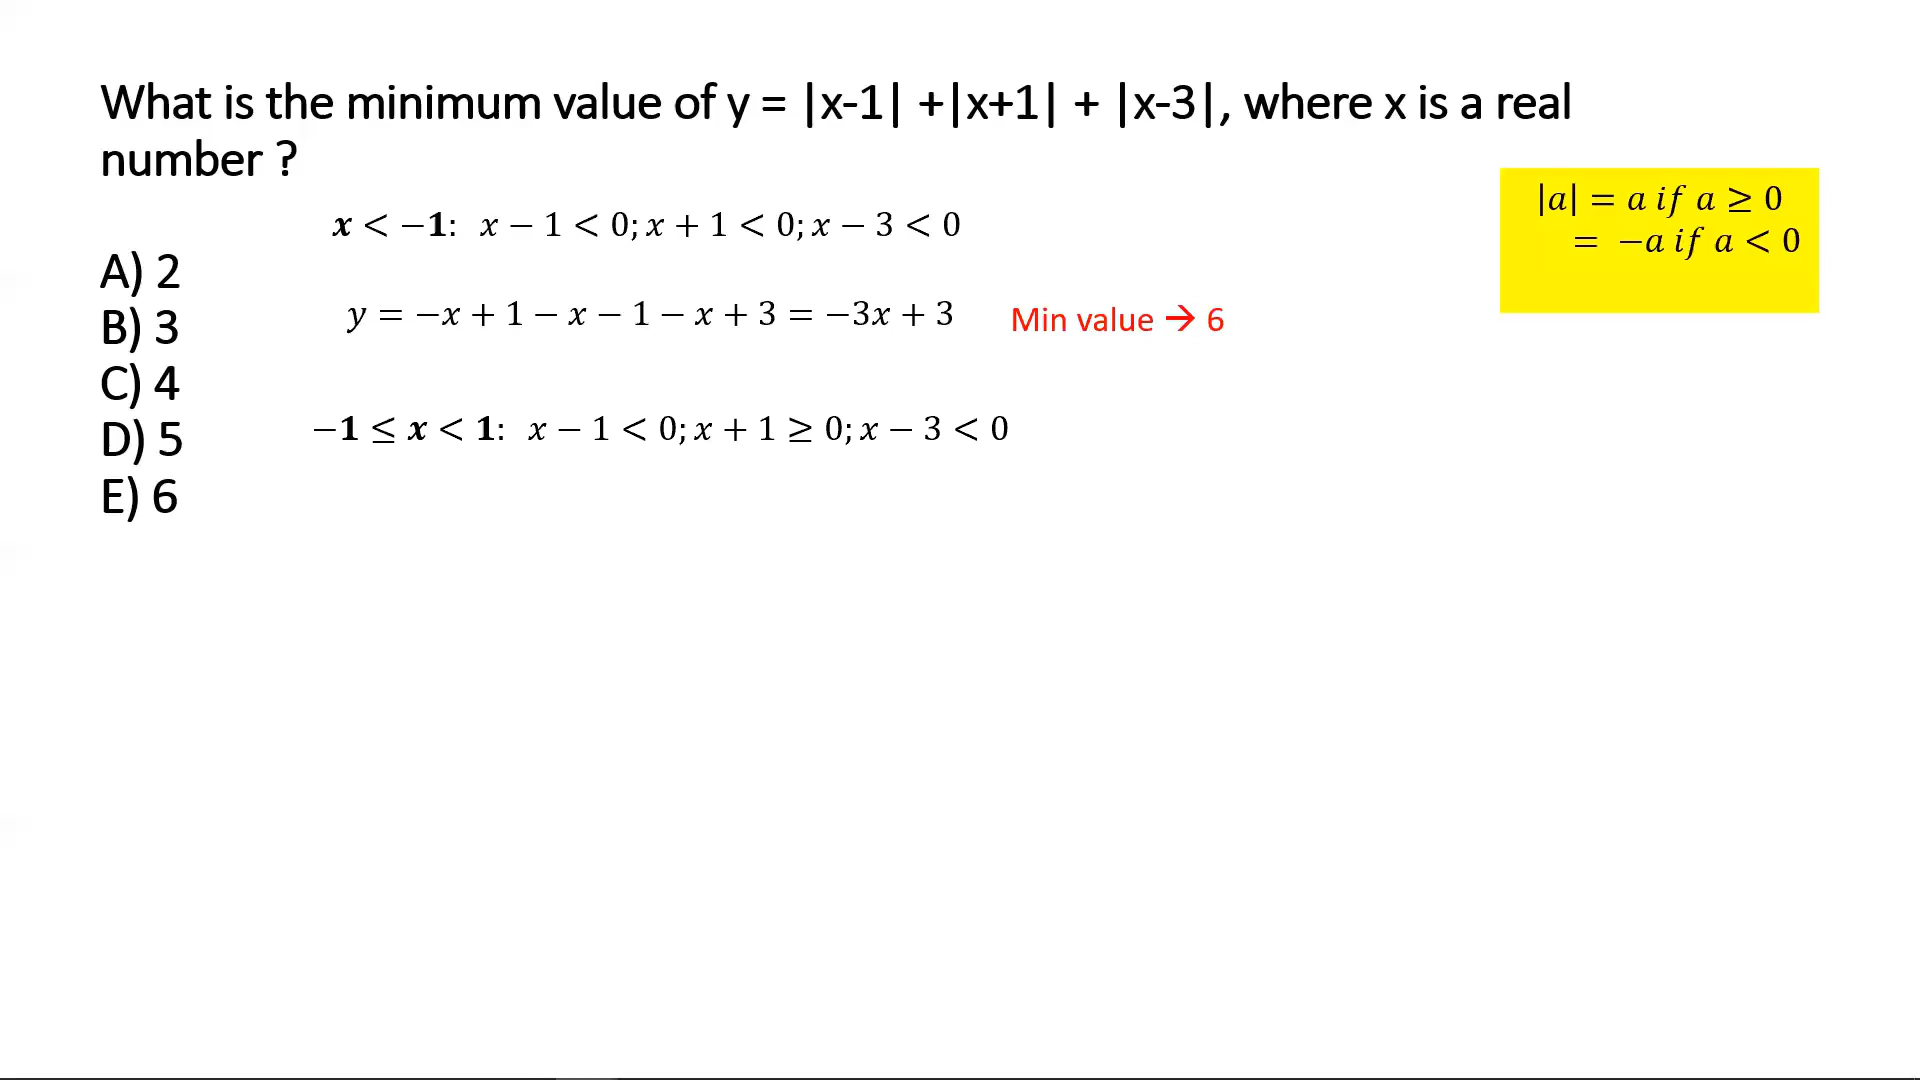 What is the minimum value of y = |x-1| +|x+1| + |x-3|, where x is a real
number ?
|a| = a if a ≥ 0
= −a if a < 0
x < −1: x − 1 < 0; x + 1 < 0; x − 3 < 0
A) 2
B) 3
C) 4
D) 5
E) 6
y = −x + 1 − x − 1 − x + 3 = −3x + 3
Min value → 6
−1 ≤ x < 1: x − 1 < 0; x + 1 ≥ 0; x − 3 < 0